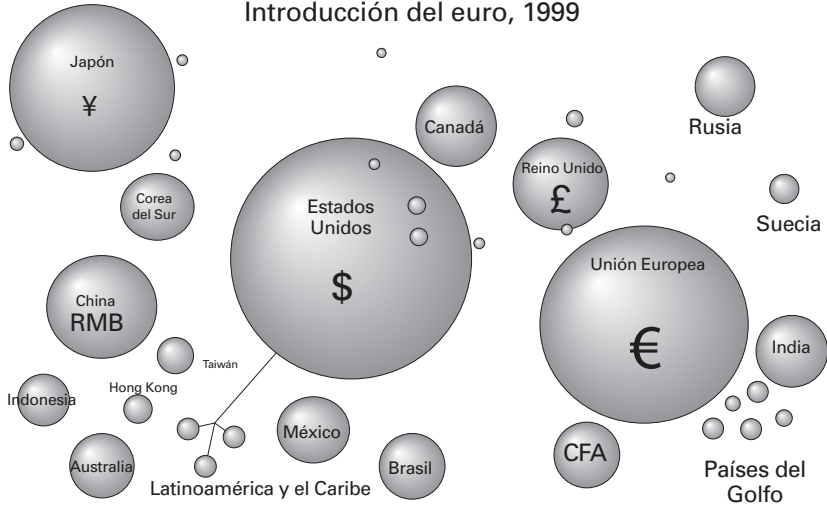 Introducción del euro, 1999
Japón
¥
Canadá
Rusia
Reino Unido
£
Corea
del Sur
Estados
Unidos
$
Suecia
Unión Europea
€
China
RMB
India
Taiwán
Hong Kong
Indonesia
México
CFA
Australia
Brasil
Latinoamérica y el Caribe
Países del
Golfo